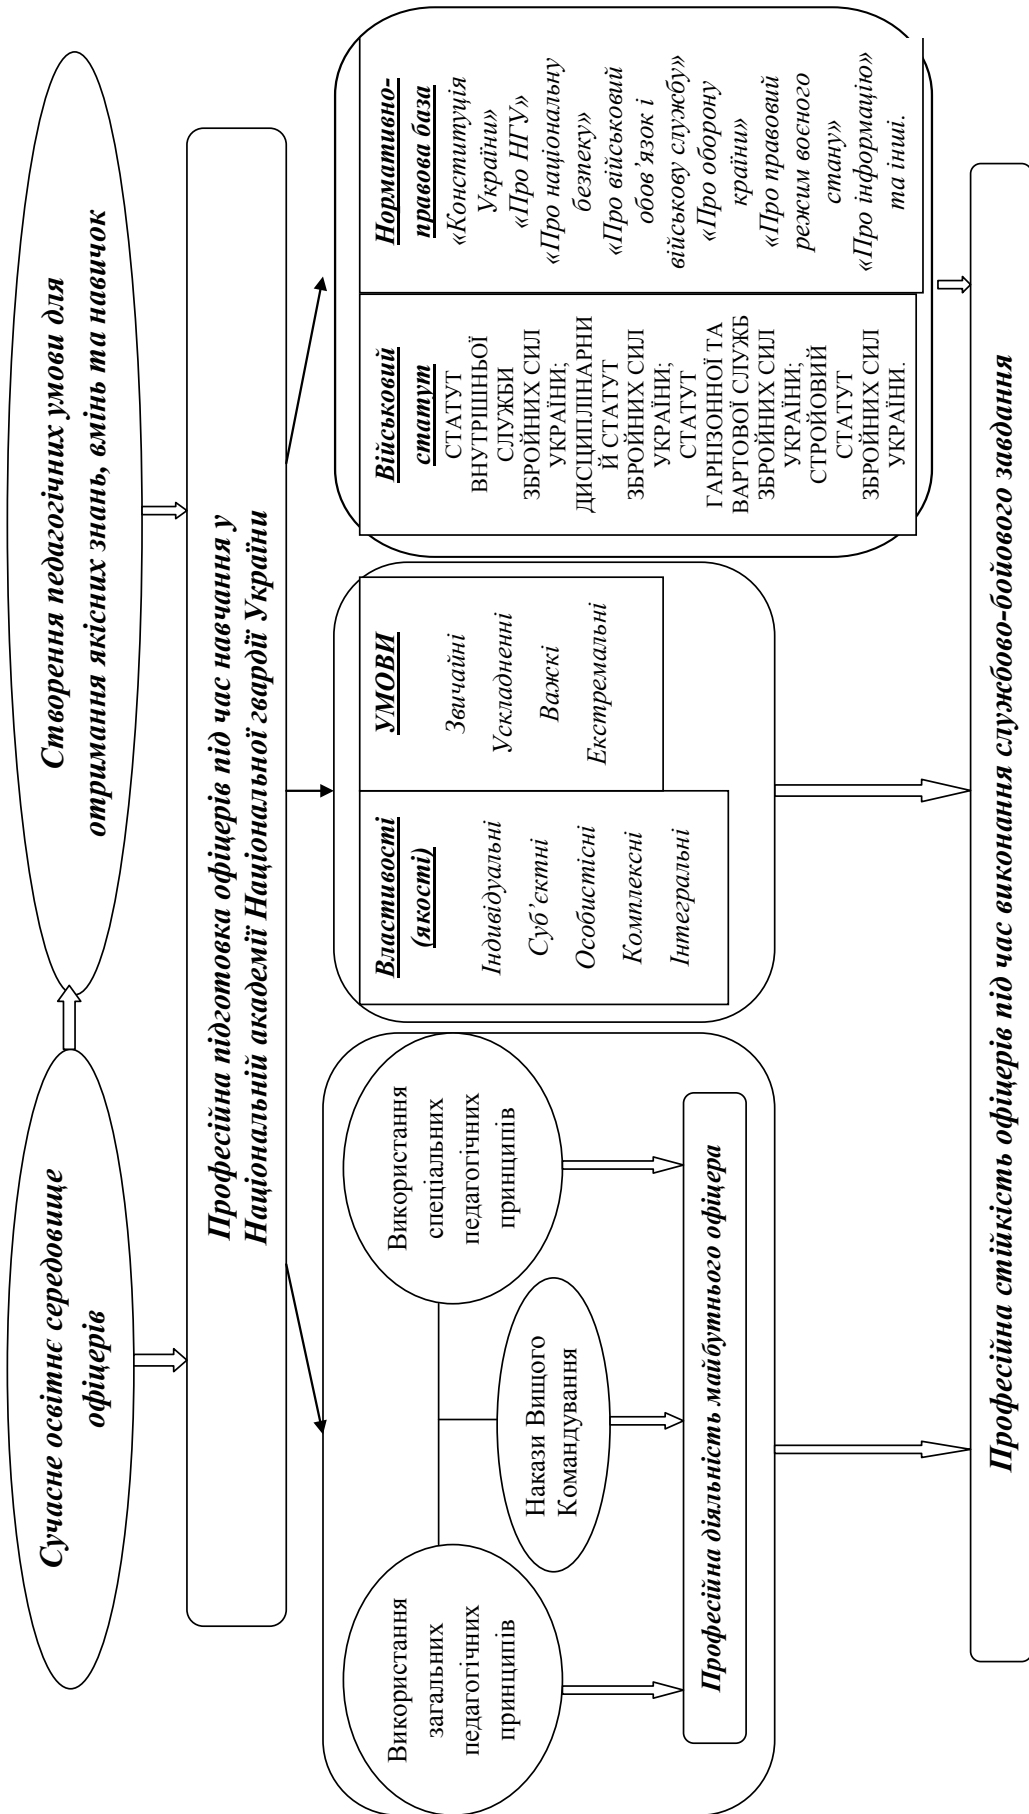 Сучасне освітнє середовище
офіцерів
Створення педагогічних умови для
отримання якісних знань, вмінь та навичок
Професійна підготовка офіцерів під час навчання у
Національній академії Національної гвардії України
Використання
загальних
педагогічних
принципів
Накази Вищого
Командування
Використання
спеціальних
педагогічних
принципів
Професійна діяльність майбутнього офіцера
Властивості
(якості)
Індивідуальні
Суб’єктні
Особистісні
Комплексні
Інтегральні
УМОВИ
Звичайні
Ускладненні
Важкі
Екстремальні
Військовий
статут
СТАТУТ
ВНУТРІШНЬОЇ
СЛУЖБИ
ЗБРОЙНИХ СИЛ
УКРАЇНИ;
ДИСЦИПЛІНАРНИ
Й СТАТУТ
ЗБРОЙНИХ СИЛ
УКРАЇНИ;
СТАТУТ
ГАРНІЗОННОЇ ТА
ВАРТОВОЇ СЛУЖБ
ЗБРОЙНИХ СИЛ
УКРАЇНИ;
СТРОЙОВИЙ
СТАТУТ
ЗБРОЙНИХ СИЛ
УКРАЇНИ.
Нормативно-
правова база
«Конституція
України»
«Про НГУ»
«Про національну
безпеку»
«Про військовий
обов’язок і
військову службу»
«Про оборону
країни»
«Про правовий
режим воєного
стану»
«Про інформацію»
та інші.
Професійна стійкість офіцерів під час виконання службово-бойового завдання